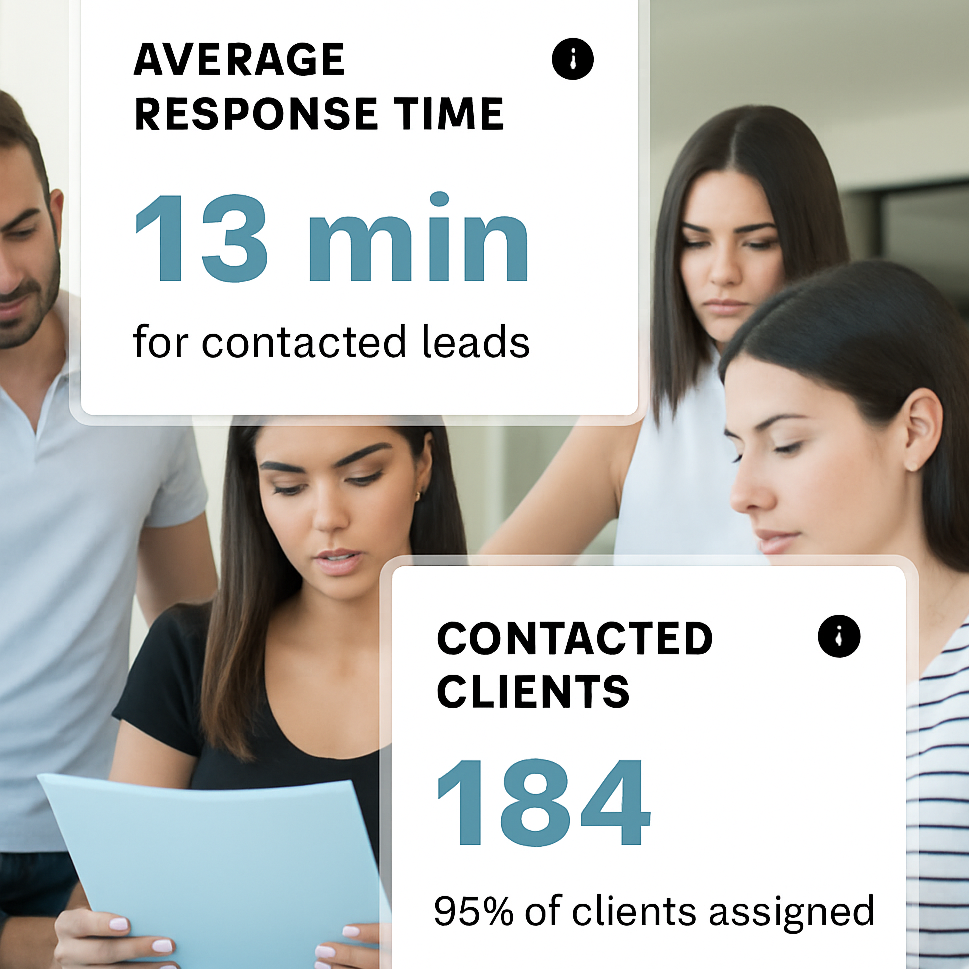 AVERAGE
RESPONSE TIME
13 min
for contacted leads
CONTACTED
CLIENTS
184
95% of clients assigned